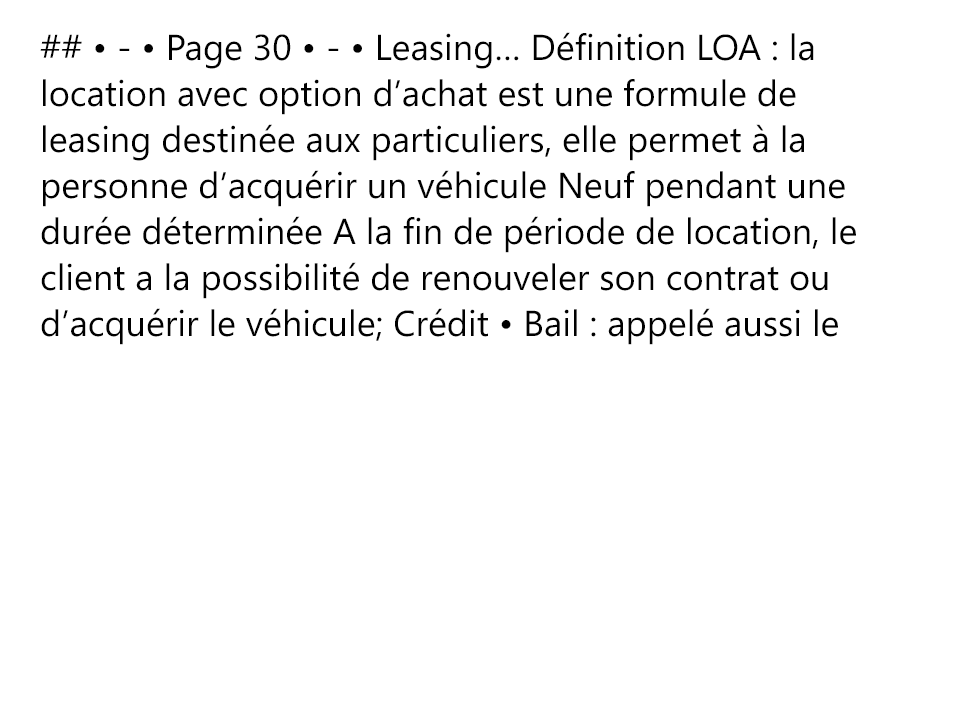 ## • - • Page 30 • - • Leasing… Définition LOA : la
location avec option d’achat est une formule de
leasing destinée aux particuliers, elle permet à la
personne d’acquérir un véhicule Neuf pendant une
durée déterminée A la fin de période de location, le
client a la possibilité de renouveler son contrat ou
d’acquérir le véhicule; Crédit • Bail : appelé aussi le